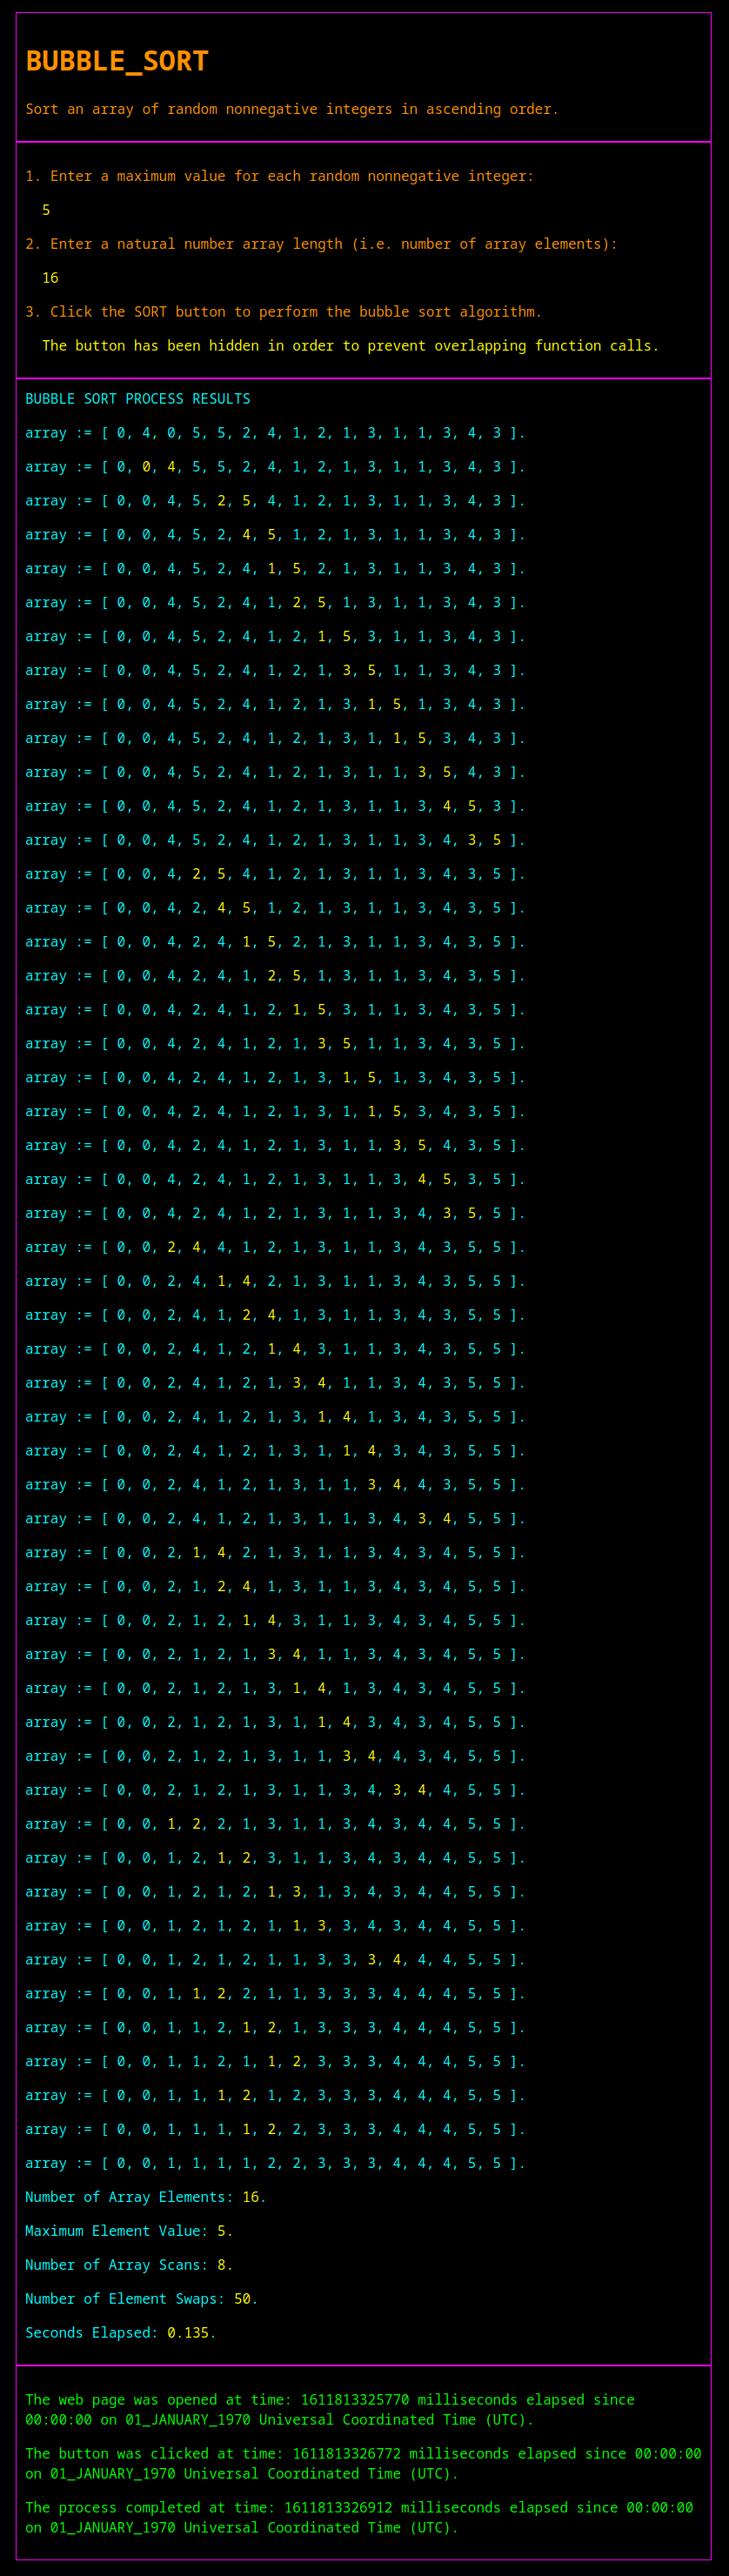 BUBBLE_SORT
Sort an array of random nonnegative integers in ascending order.
1. Enter a maximum value for each random nonnegative integer:
5
2. Enter a natural number array length (i.e. number of array elements):
16
3. Click the SORT button to perform the bubble sort algorithm.
The button has been hidden in order to prevent overlapping function calls.
BUBBLE SORT PROCESS RESULTS
array := [ 0, 4, 0, 5, 5, 2, 4, 1, 2, 1, 3, 1, 1, 3, 4, 3 ].
array := [ 0, 0, 4, 5, 5, 2, 4, 1, 2, 1, 3, 1, 1, 3, 4, 3 ].
array := [ 0, 0, 4, 5, 2, 5, 4, 1, 2, 1, 3, 1, 1, 3, 4, 3 ].
array := [ 0, 0, 4, 5, 2, 4, 5, 1, 2, 1, 3, 1, 1, 3, 4, 3 ].
array := [ 0, 0, 4, 5, 2, 4, 1, 5, 2, 1, 3, 1, 1, 3, 4, 3 ].
array := [ 0, 0, 4, 5, 2, 4, 1, 2, 5, 1, 3, 1, 1, 3, 4, 3 ].
array := [ 0, 0, 4, 5, 2, 4, 1, 2, 1, 5, 3, 1, 1, 3, 4, 3 ].
array := [ 0, 0, 4, 5, 2, 4, 1, 2, 1, 3, 5, 1, 1, 3, 4, 3 ].
array := [ 0, 0, 4, 5, 2, 4, 1, 2, 1, 3, 1, 5, 1, 3, 4, 3 ].
array := [ 0, 0, 4, 5, 2, 4, 1, 2, 1, 3, 1, 1, 5, 3, 4, 3 ].
array := [ 0, 0, 4, 5, 2, 4, 1, 2, 1, 3, 1, 1, 3, 5, 4, 3 ].
array := [ 0, 0, 4, 5, 2, 4, 1, 2, 1, 3, 1, 1, 3, 4, 5, 3 ].
array := [ 0, 0, 4, 5, 2, 4, 1, 2, 1, 3, 1, 1, 3, 4, 3, 5 ].
array := [ 0, 0, 4, 2, 5, 4, 1, 2, 1, 3, 1, 1, 3, 4, 3, 5 ].
array := [ 0, 0, 4, 2, 4, 5, 1, 2, 1, 3, 1, 1, 3, 4, 3, 5 ].
array := [ 0, 0, 4, 2, 4, 1, 5, 2, 1, 3, 1, 1, 3, 4, 3, 5 ].
array := [ 0, 0, 4, 2, 4, 1, 2, 5, 1, 3, 1, 1, 3, 4, 3, 5 ].
array := [ 0, 0, 4, 2, 4, 1, 2, 1, 5, 3, 1, 1, 3, 4, 3, 5 ].
array := [ 0, 0, 4, 2, 4, 1, 2, 1, 3, 5, 1, 1, 3, 4, 3, 5 ].
array := [ 0, 0, 4, 2, 4, 1, 2, 1, 3, 1, 5, 1, 3, 4, 3, 5 ].
array := [ 0, 0, 4, 2, 4, 1, 2, 1, 3, 1, 1, 5, 3, 4, 3, 5 ].
array := [ 0, 0, 4, 2, 4, 1, 2, 1, 3, 1, 1, 3, 5, 4, 3, 5 ].
array := [ 0, 0, 4, 2, 4, 1, 2, 1, 3, 1, 1, 3, 4, 5, 3, 5 ].
array := [ 0, 0, 4, 2, 4, 1, 2, 1, 3, 1, 1, 3, 4, 3, 5, 5 ].
array := [ 0, 0, 2, 4, 4, 1, 2, 1, 3, 1, 1, 3, 4, 3, 5, 5 ].
array := [ 0, 0, 2, 4, 1, 4, 2, 1, 3, 1, 1, 3, 4, 3, 5, 5 ].
array := [ 0, 0, 2, 4, 1, 2, 4, 1, 3, 1, 1, 3, 4, 3, 5, 5 ].
array := [ 0, 0, 2, 4, 1, 2, 1, 4, 3, 1, 1, 3, 4, 3, 5, 5 ].
array := [ 0, 0, 2, 4, 1, 2, 1, 3, 4, 1, 1, 3, 4, 3, 5, 5 ].
array := [ 0, 0, 2, 4, 1, 2, 1, 3, 1, 4, 1, 3, 4, 3, 5, 5 ].
array := [ 0, 0, 2, 4, 1, 2, 1, 3, 1, 1, 4, 3, 4, 3, 5, 5 ].
array := [ 0, 0, 2, 4, 1, 2, 1, 3, 1, 1, 3, 4, 4, 3, 5, 5 ].
array := [ 0, 0, 2, 4, 1, 2, 1, 3, 1, 1, 3, 4, 3, 4, 5, 5 ].
array := [ 0, 0, 2, 1, 4, 2, 1, 3, 1, 1, 3, 4, 3, 4, 5, 5 ].
array := [ 0, 0, 2, 1, 2, 4, 1, 3, 1, 1, 3, 4, 3, 4, 5, 5 ].
array := [ 0, 0, 2, 1, 2, 1, 4, 3, 1, 1, 3, 4, 3, 4, 5, 5 ].
array := [ 0, 0, 2, 1, 2, 1, 3, 4, 1, 1, 3, 4, 3, 4, 5, 5 ].
array := [ 0, 0, 2, 1, 2, 1, 3, 1, 4, 1, 3, 4, 3, 4, 5, 5 ].
array := [ 0, 0, 2, 1, 2, 1, 3, 1, 1, 4, 3, 4, 3, 4, 5, 5 ].
array := [ 0, 0, 2, 1, 2, 1, 3, 1, 1, 3, 4, 4, 3, 4, 5, 5 ].
array := [ 0, 0, 2, 1, 2, 1, 3, 1, 1, 3, 4, 3, 4, 4, 5, 5 ].
array := [ 0, 0, 1, 2, 2, 1, 3, 1, 1, 3, 4, 3, 4, 4, 5, 5 ].
array := [ 0, 0, 1, 2, 1, 2, 3, 1, 1, 3, 4, 3, 4, 4, 5, 5 ].
array := [ 0, 0, 1, 2, 1, 2, 1, 3, 1, 3, 4, 3, 4, 4, 5, 5 ].
array := [ 0, 0, 1, 2, 1, 2, 1, 1, 3, 3, 4, 3, 4, 4, 5, 5 ].
array := [ 0, 0, 1, 2, 1, 2, 1, 1, 3, 3, 3, 4, 4, 4, 5, 5 ].
array := [ 0, 0, 1, 1, 2, 2, 1, 1, 3, 3, 3, 4, 4, 4, 5, 5 ].
array := [ 0, 0, 1, 1, 2, 1, 2, 1, 3, 3, 3, 4, 4, 4, 5, 5 ].
array := [ 0, 0, 1, 1, 2, 1, 1, 2, 3, 3, 3, 4, 4, 4, 5, 5 ].
array := [ 0, 0, 1, 1, 1, 2, 1, 2, 3, 3, 3, 4, 4, 4, 5, 5 ].
array := [ 0, 0, 1, 1, 1, 1, 2, 2, 3, 3, 3, 4, 4, 4, 5, 5 ].
array := [ 0, 0, 1, 1, 1, 1, 2, 2, 3, 3, 3, 4, 4, 4, 5, 5 ].
Number of Array Elements: 16.
Maximum Element Value: 5.
Number of Array Scans: 8.
Number of Element Swaps: 50.
Seconds Elapsed: 0.135.
The web page was opened at time: 1611813325770 milliseconds elapsed since
00:00:00 on 01_JANUARY_1970 Universal Coordinated Time (UTC).
The button was clicked at time: 1611813326772 milliseconds elapsed since 00:00:00
on 01_JANUARY_1970 Universal Coordinated Time (UTC).
The process completed at time: 1611813326912 milliseconds elapsed since 00:00:00
on 01_JANUARY_1970 Universal Coordinated Time (UTC).